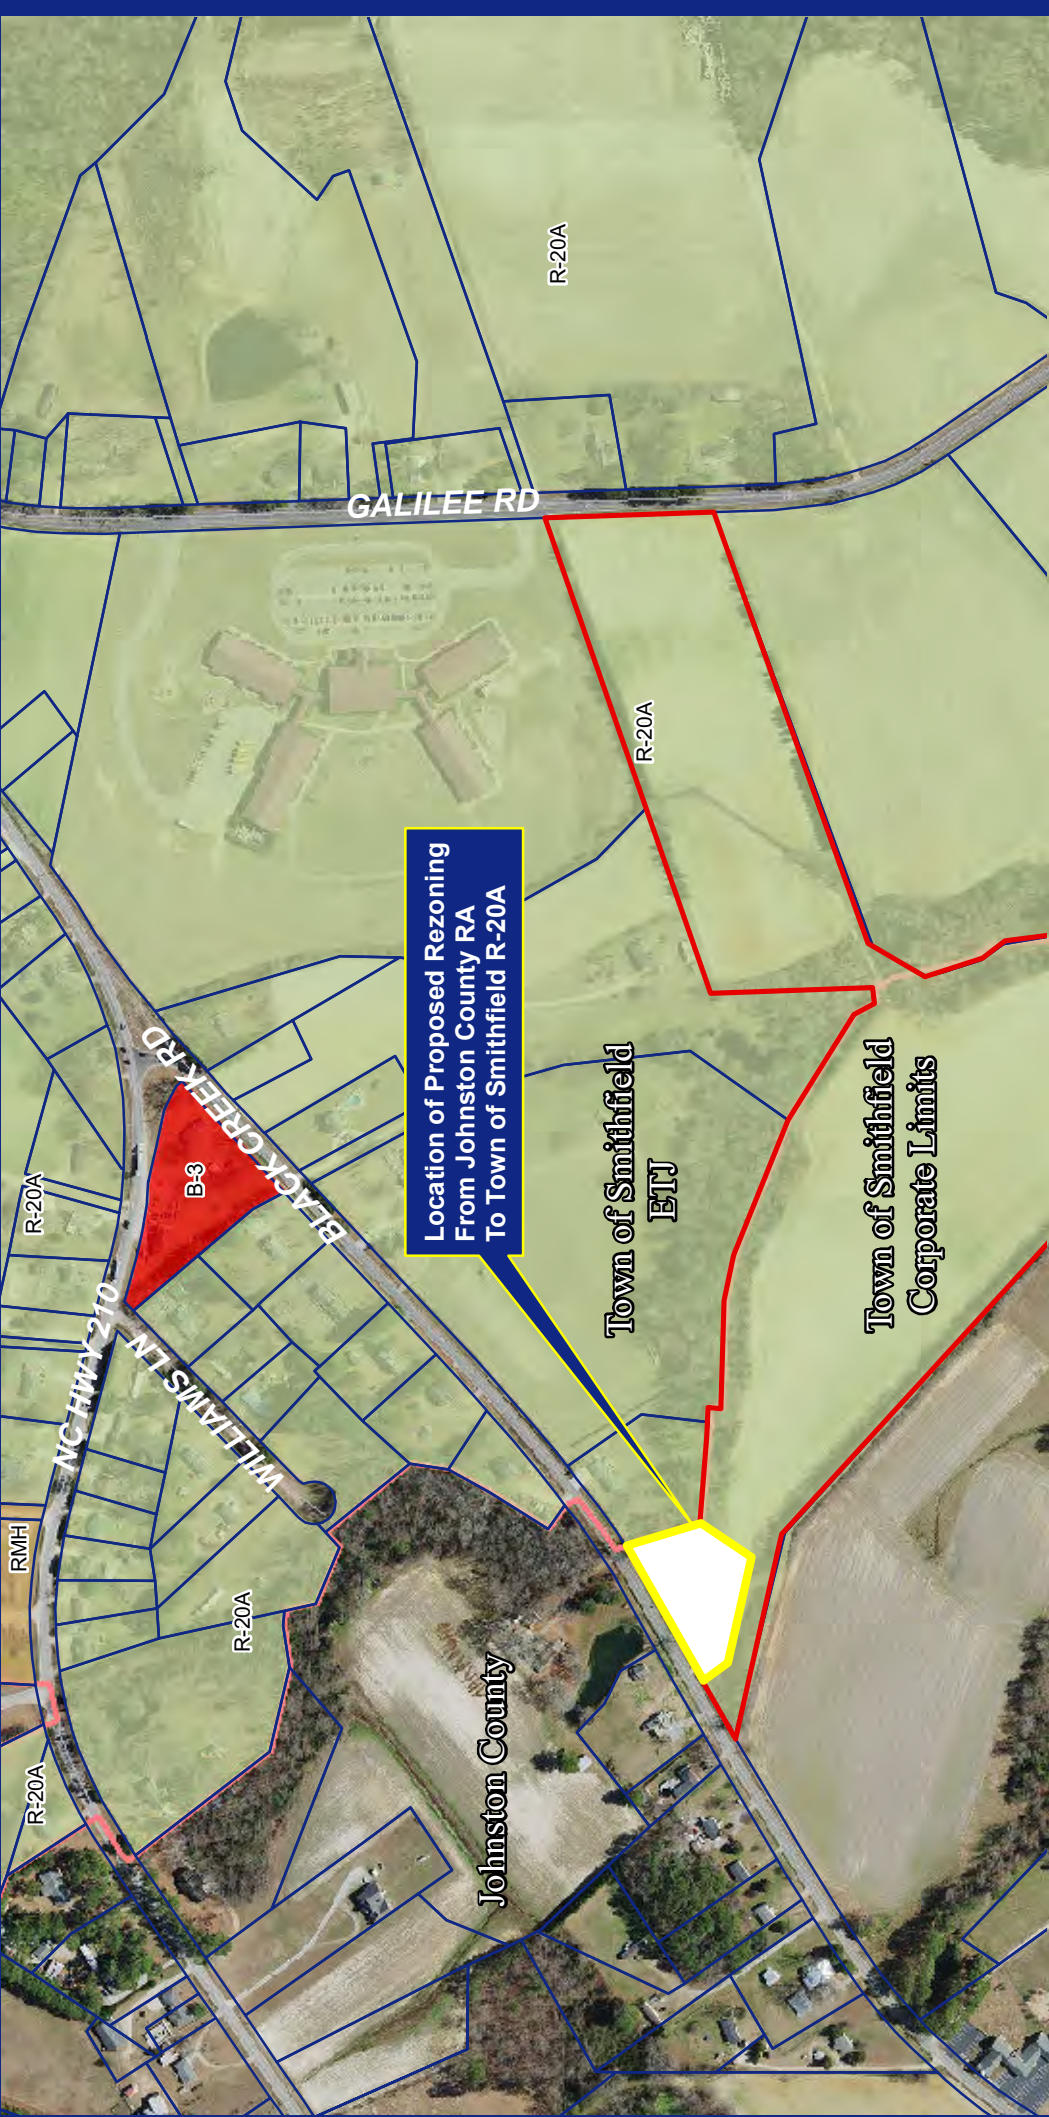 R-20A
GALILEE RD
R-20A
Location of Proposed Rezoning
From Johnston County RA
To Town of Smithfield R-20A
BLACK CREEK RD
B-3
R-20A
Town of Smithfield
ETJ
Town of Smithfield
Corporate Limits
NC HWY 210
WILLIAMS LN
RMH
R-20A
Johnston County
R-20A